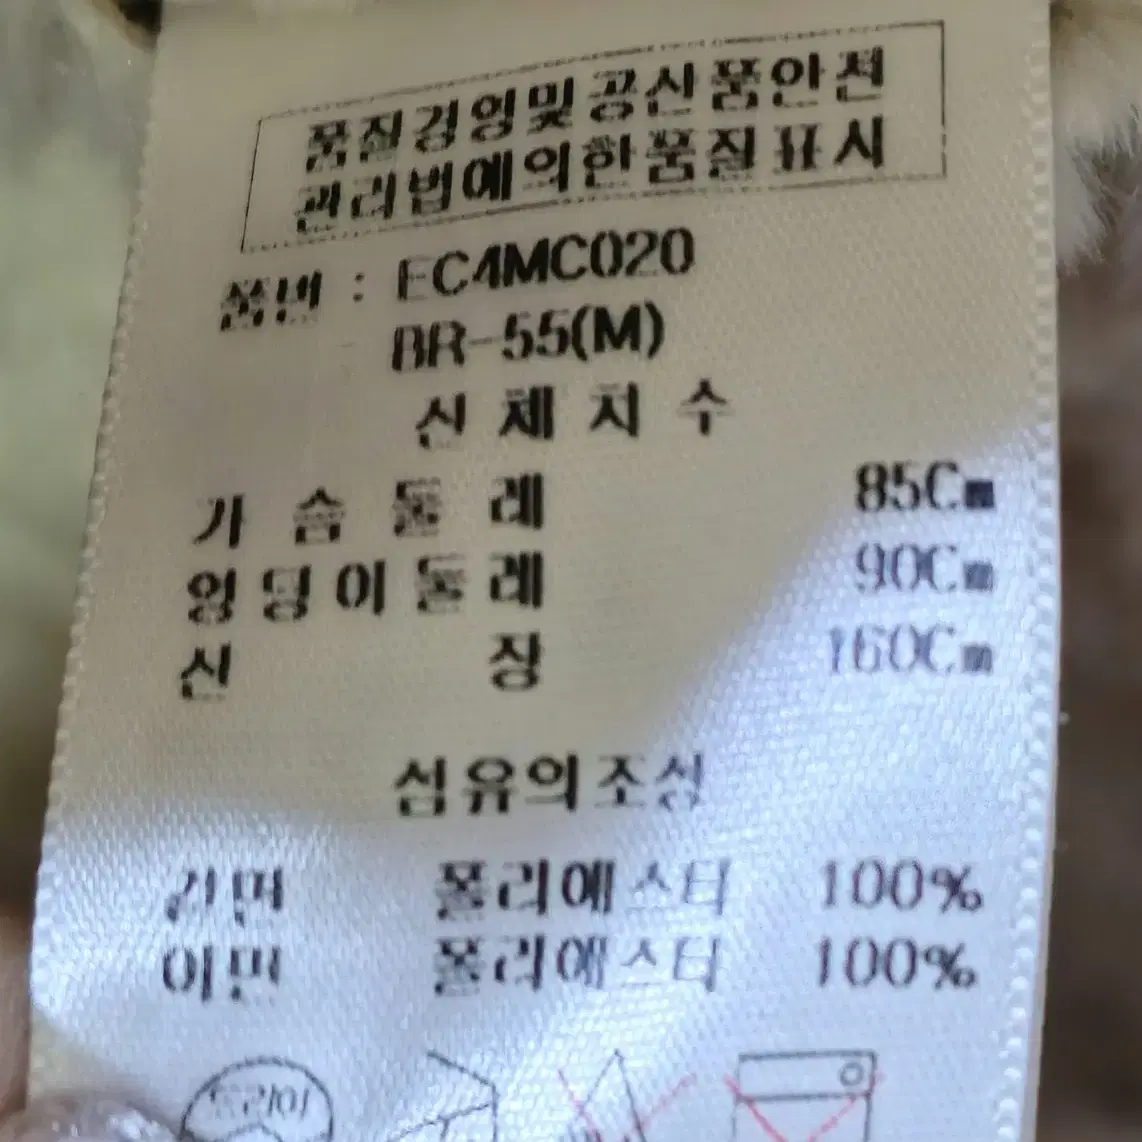 품질경영및공산품안전
관리법에의한품질표시
품번 : EC4MC020
BR-55(M)
신체치수
가슴둘레 85Cm
엉덩이둘레 90Cm
신장 160Cm
섬유의조성
겉면 폴리에스터 100%
이면 폴리에스터 100%
드라이